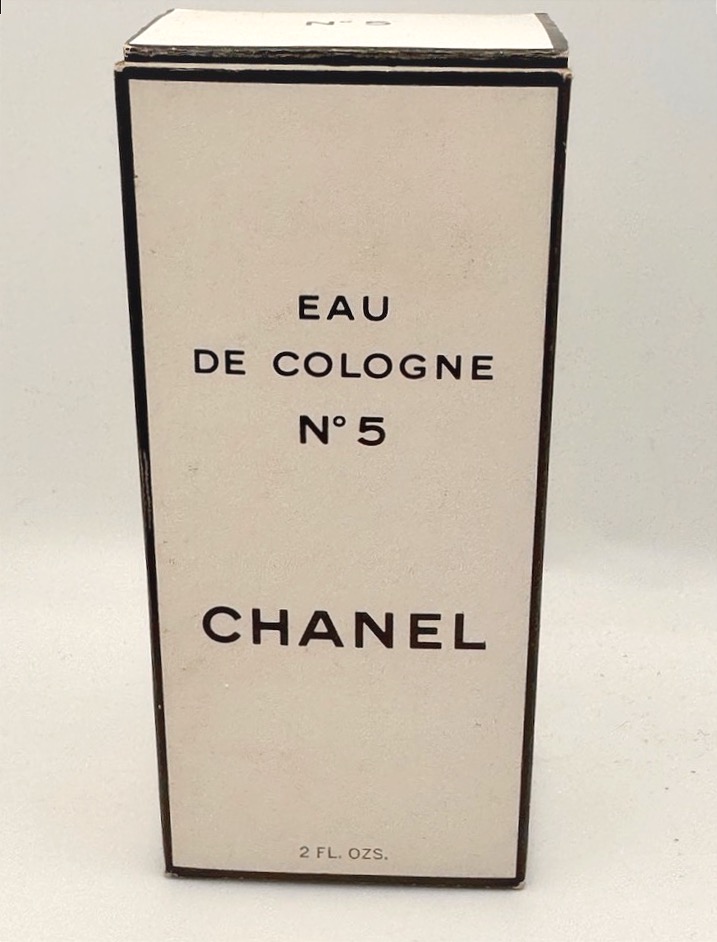 N° 5
EAU
DE COLOGNE
N° 5
CHANEL
2 FL. OZS.